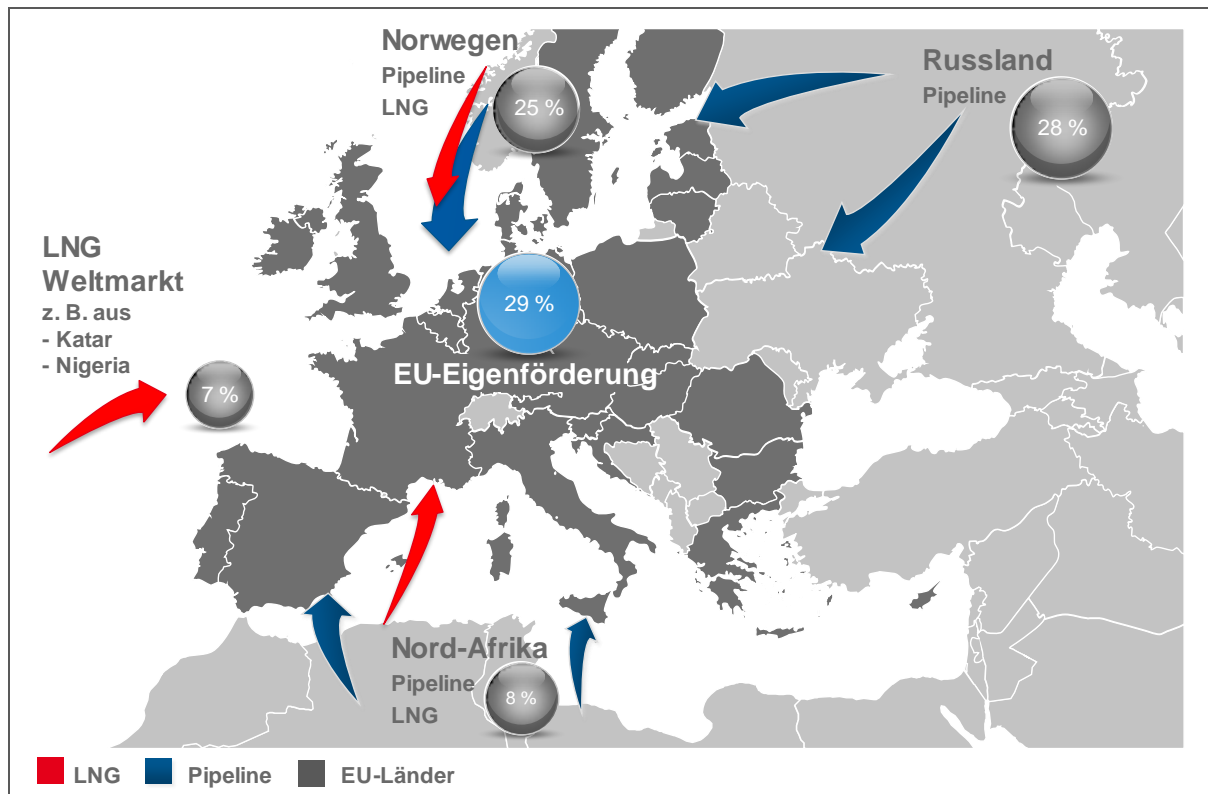 Norwegen
Pipeline
LNG
25 %
Russland
Pipeline
28 %
LNG
Weltmarkt
z. B. aus
- Katar
- Nigeria
7 %
29 %
EU-Eigenförderung
Nord-Afrika
Pipeline
LNG
8 %
LNG
Pipeline
EU-Länder